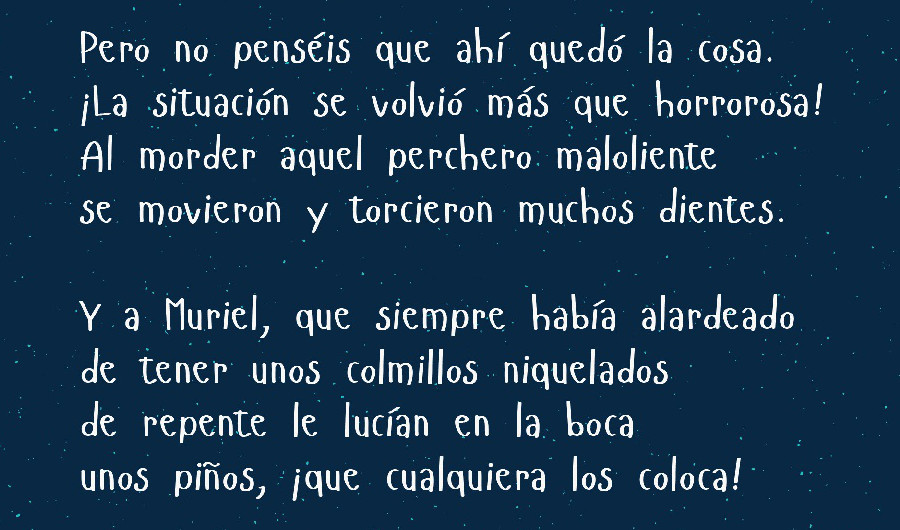 Pero no penséis que ahí quedó la cosa.
¡La situación se volvió más que horrorosa!
Al morder aquel perchero maloliente
se movieron y torcieron muchos dientes.
Y a Muriel, que siempre había alardeado
de tener unos colmillos niquelados
de repente le lucían en la boca
unos piños, ¡que cualquiera los coloca!